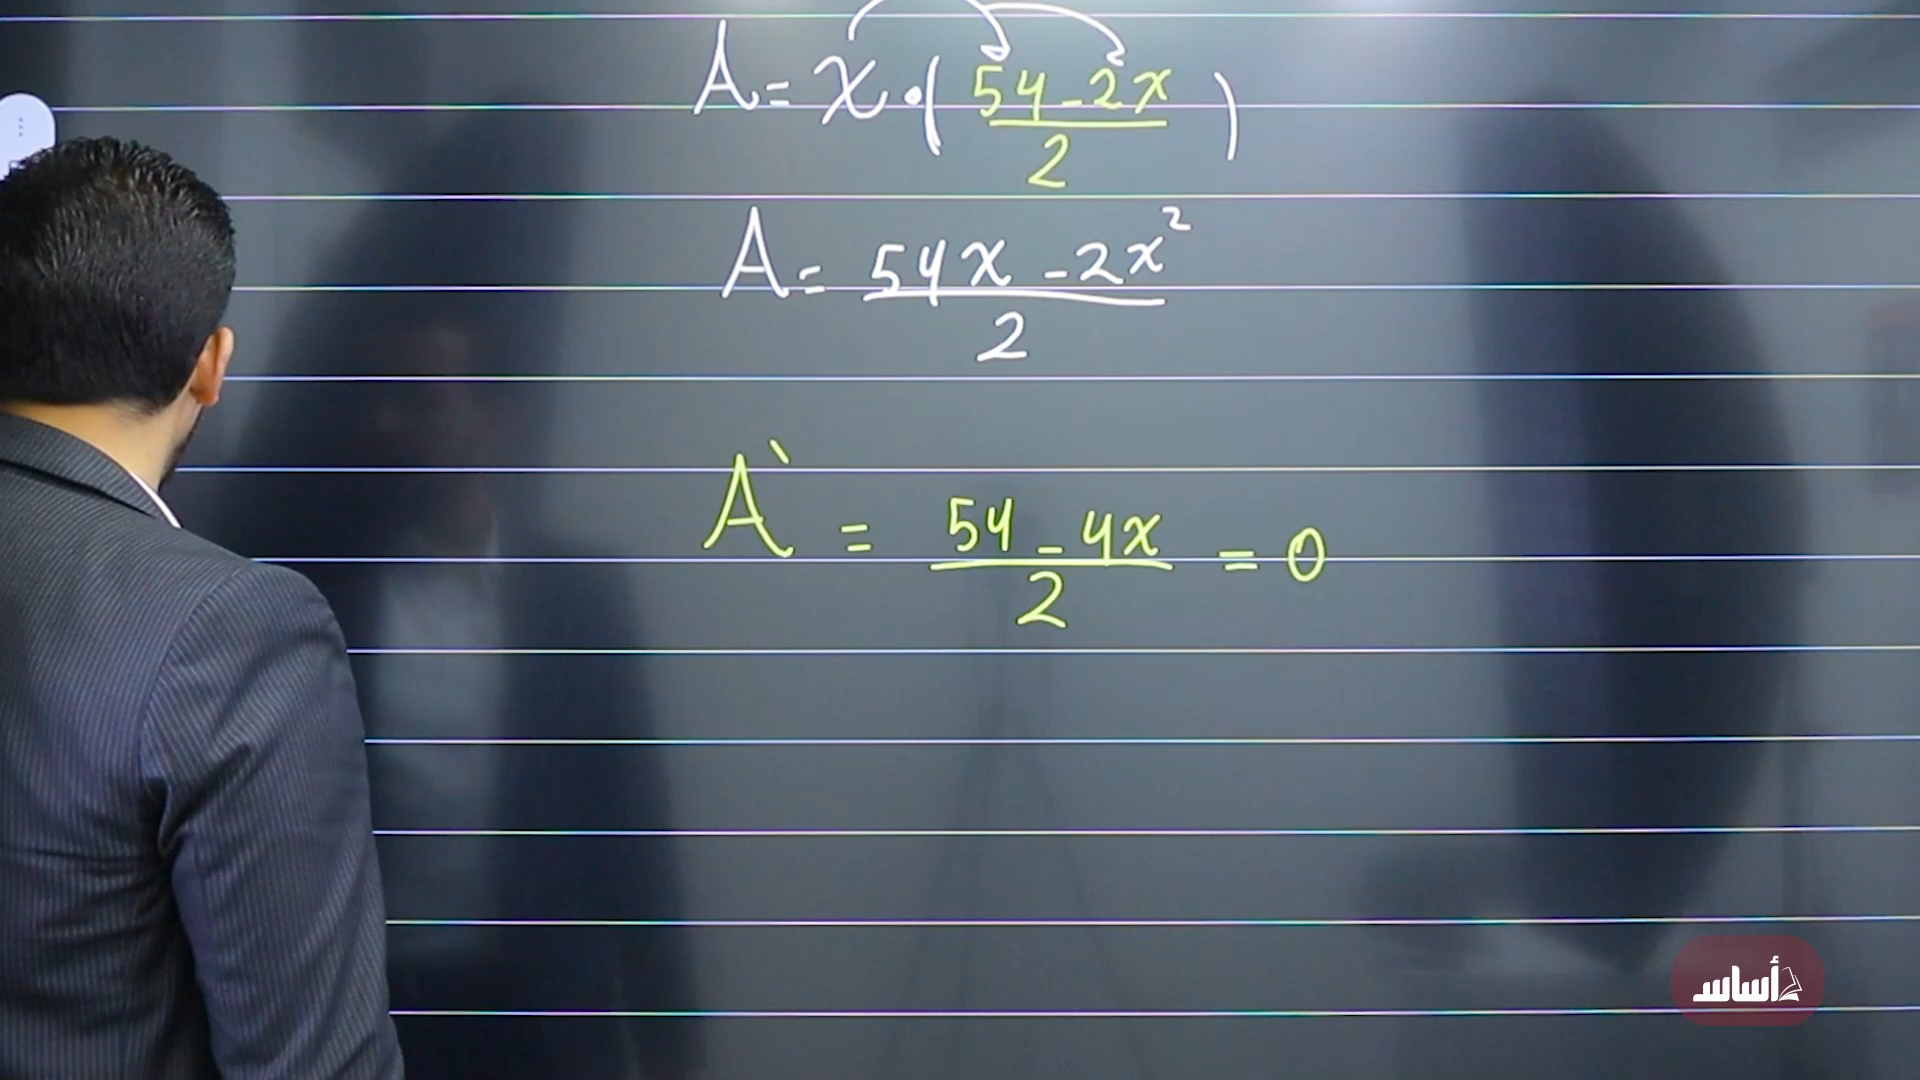 A = x · ( 54 - 2x / 2 )
A = 54x - 2x² / 2
A` = 54 - 4x / 2 = 0
أساس